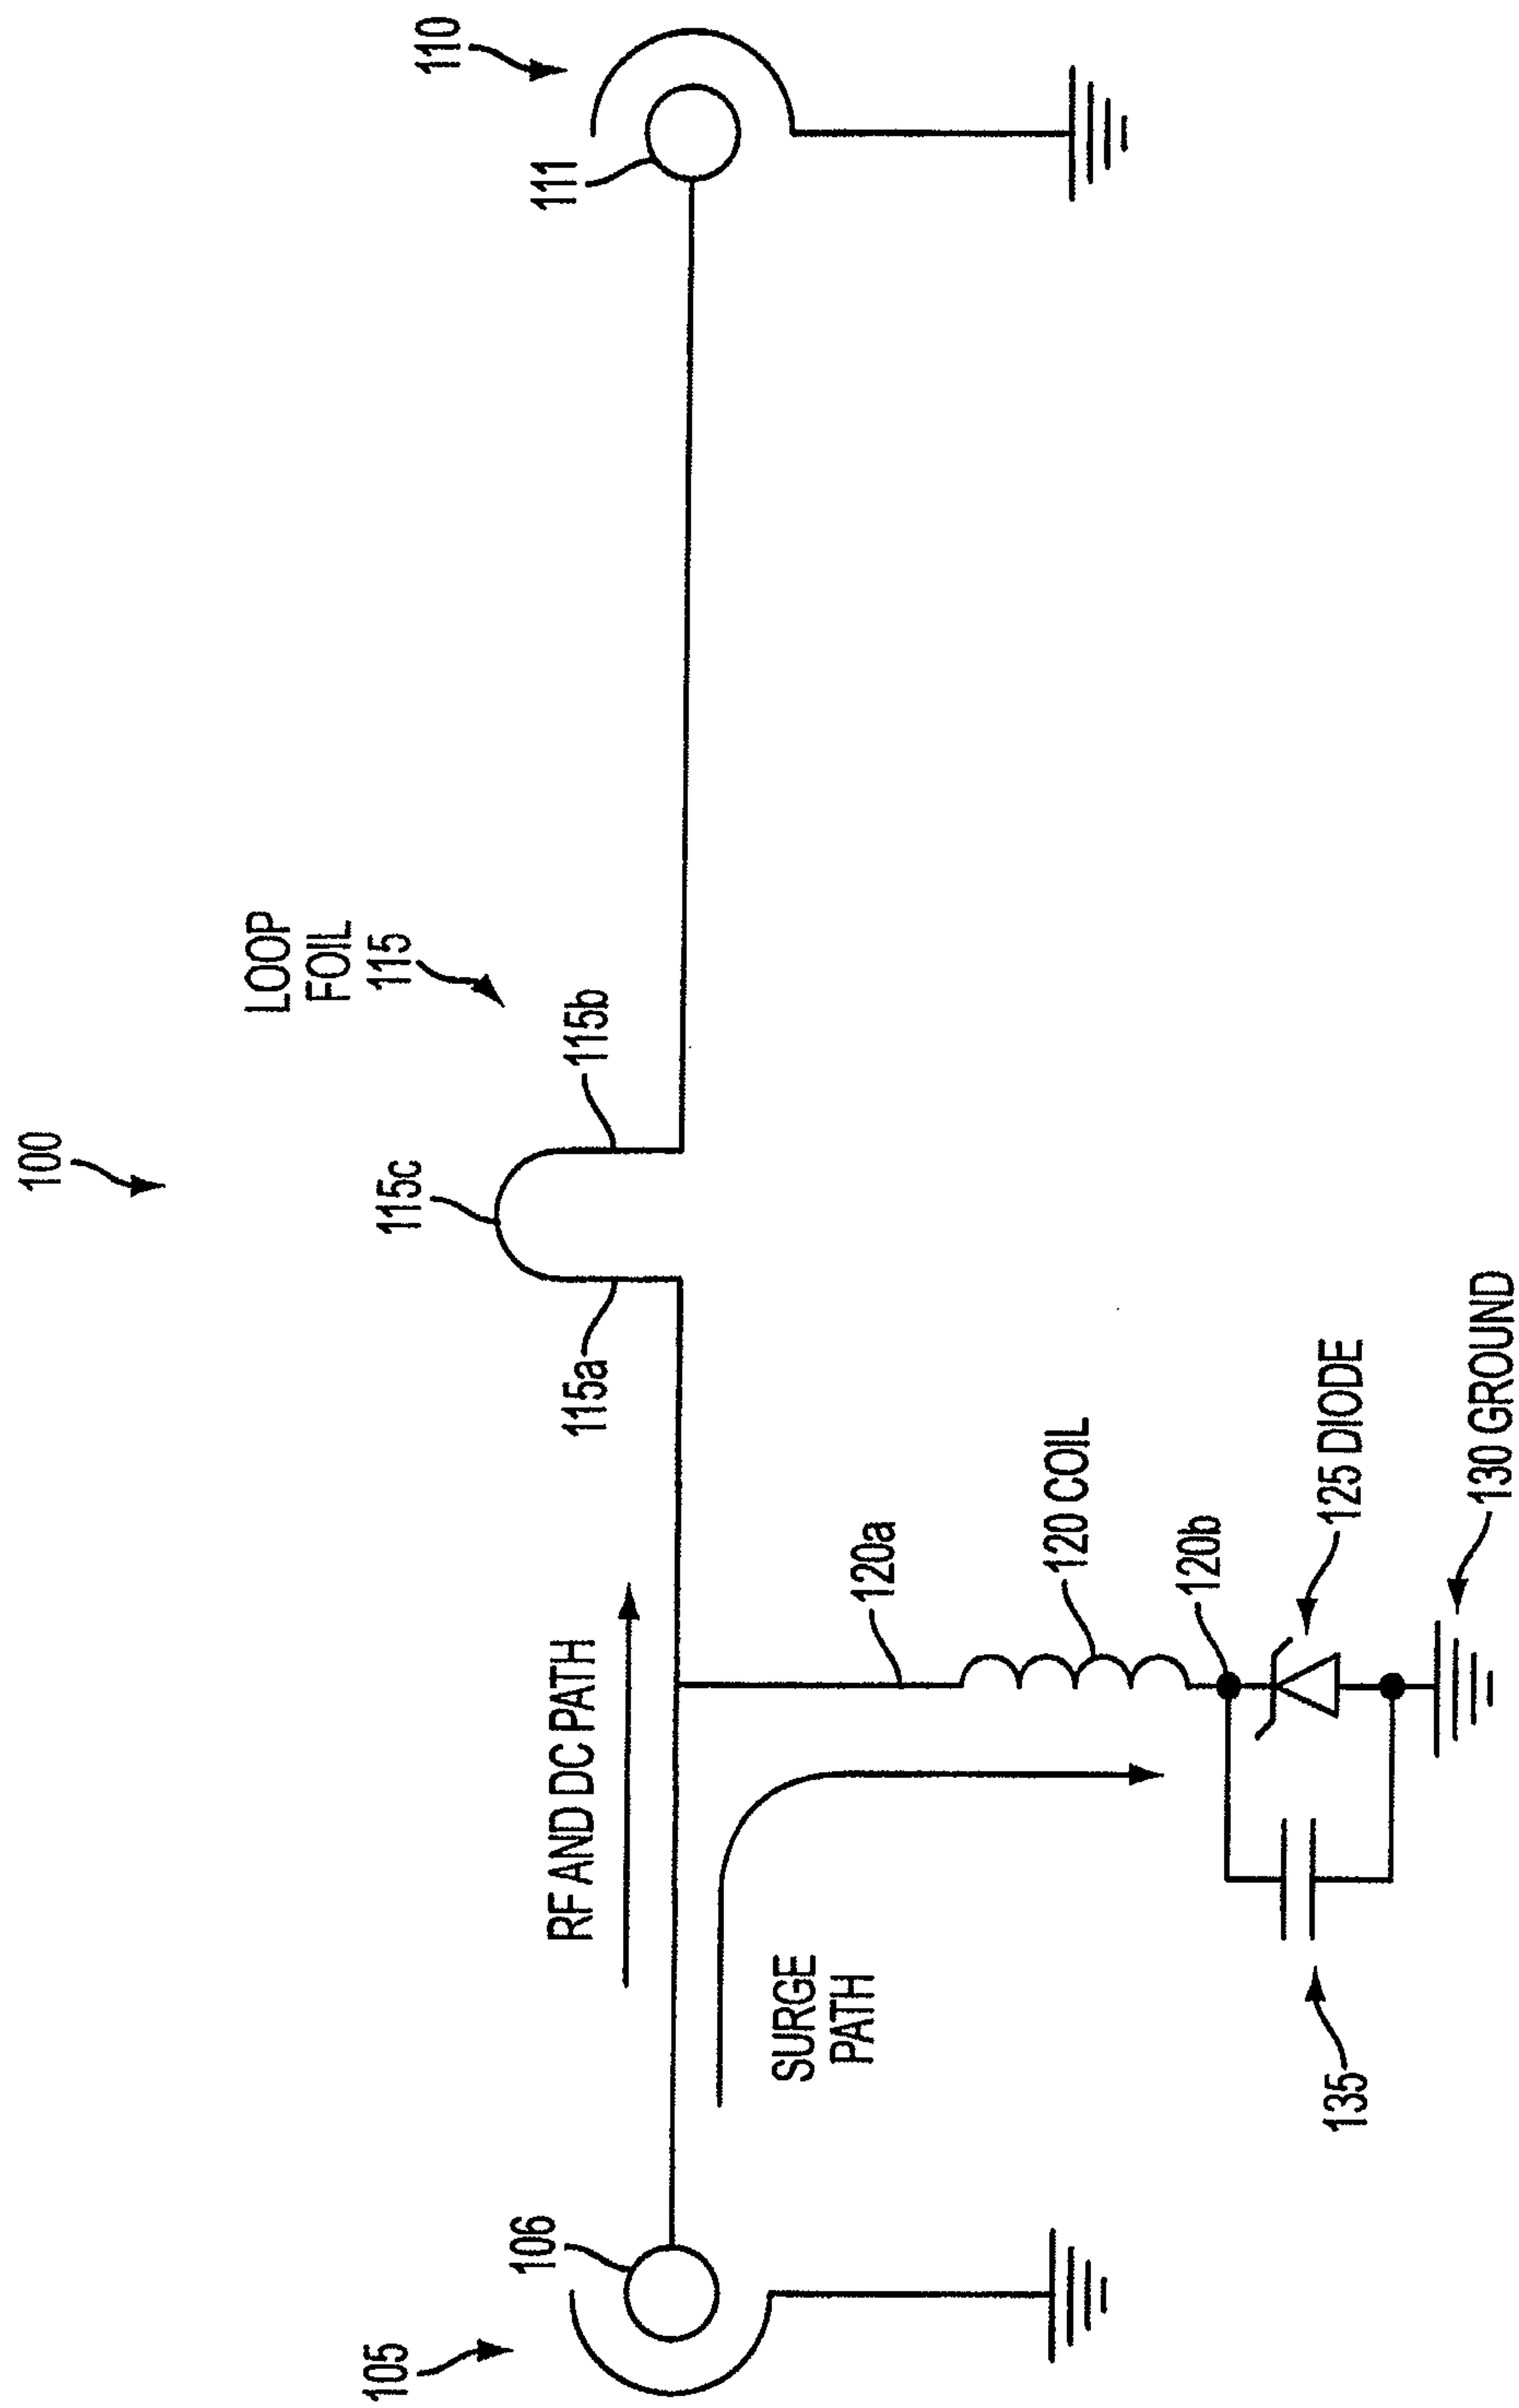 100
LOOP
FOIL
115
115c
115a
115b
105
106
110
111
RF AND DC PATH
SURGE
PATH
120a
120 COIL
120b
125 DIODE
135
130 GROUND